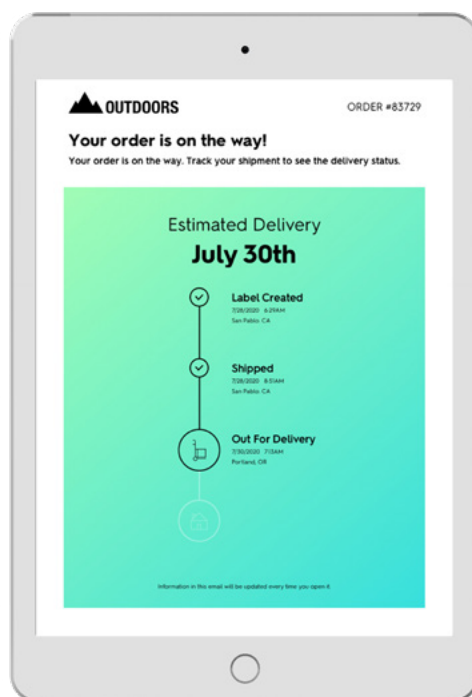 OUTDOORS
ORDER #83729
Your order is on the way!
Your order is on the way. Track your shipment to see the delivery status.
Estimated Delivery
July 30th
Label Created
7/28/2020 6:29AM
San Pablo. CA
Shipped
7/28/2020 8:51AM
San Pablo. CA
Out For Delivery
7/30/2020 7:13AM
Portland, OR
Information in this email will be updated every time you open it.